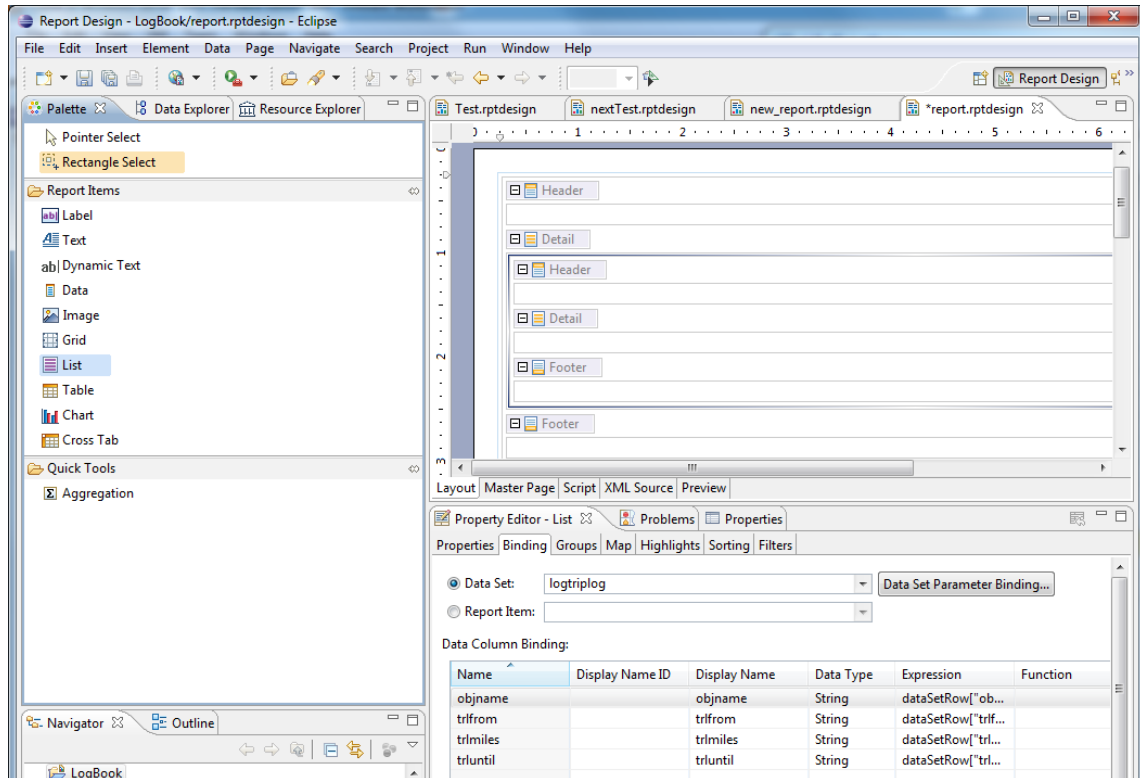 Report Design - LogBook/report.rptdesign - Eclipse
File Edit Insert Element Data Page Navigate Search Project Run Window Help
Report Design
Palette Data Explorer Resource Explorer
Pointer Select
Rectangle Select
Report Items
ab| Label
Text
ab| Dynamic Text
Data
Image
Grid
List
Table
Chart
Cross Tab
Quick Tools
Σ Aggregation
Navigator Outline
LogBook
Test.rptdesign nextTest.rptdesign new_report.rptdesign *report.rptdesign
0 1 2 3 4 5 6
1
2
3
Header
Detail
Header
Detail
Footer
Footer
Layout Master Page Script XML Source Preview
Property Editor - List Problems Properties
Properties Binding Groups Map Highlights Sorting Filters
Data Set: logtriplog Data Set Parameter Binding...
Report Item:
Data Column Binding:
Name Display Name ID Display Name Data Type Expression Function
objname objname String dataSetRow["ob...
trlfrom trlfrom String dataSetRow["trlf...
trlmiles trlmiles String dataSetRow["trl...
trluntil trluntil String dataSetRow["trl...